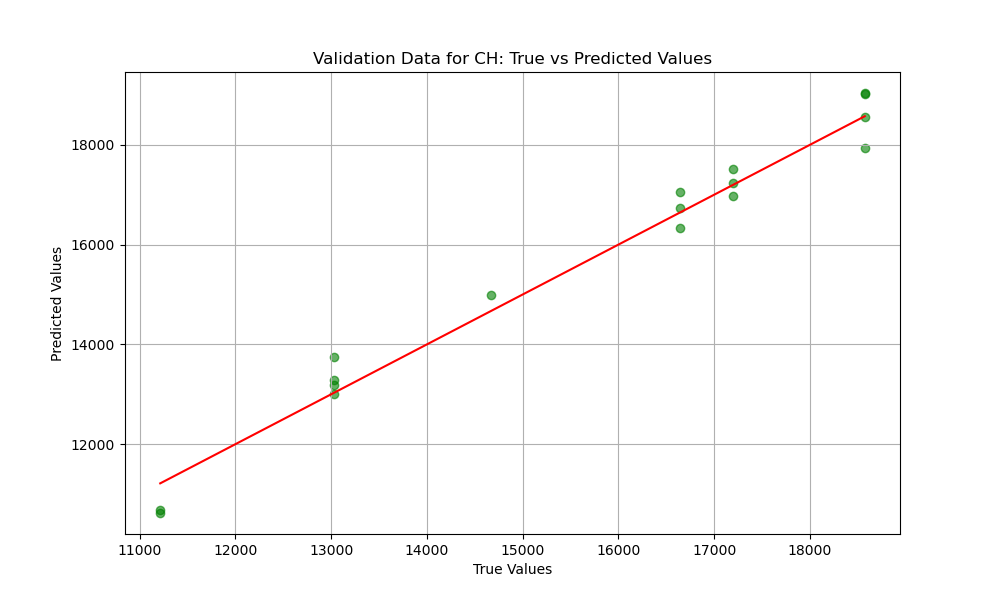 Validation Data for CH: True vs Predicted Values
Predicted Values
18000
16000
14000
12000
11000 12000 13000 14000 15000 16000 17000 18000
True Values